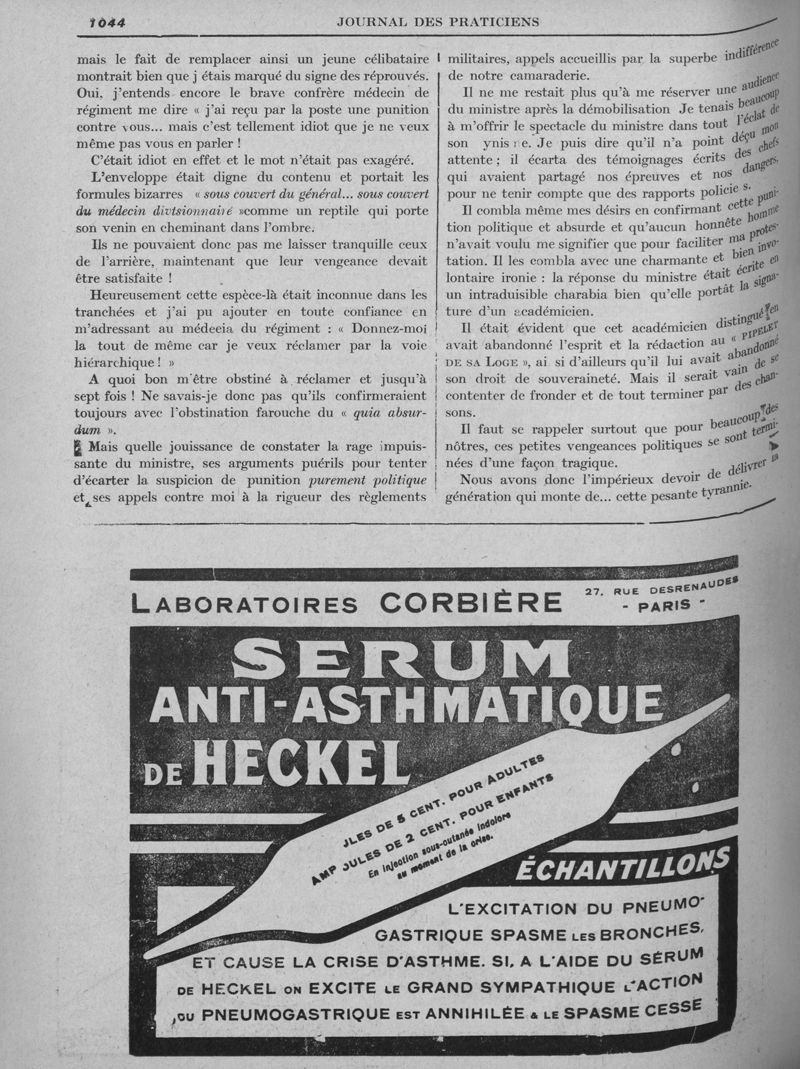 1044
JOURNAL DES PRATICIENS
mais le fait de remplacer ainsi un jeune célibataire
montrait bien que j étais marqué du signe des réprouvés.
Oui, j'entends encore le brave confrère médecin de
régiment me dire « j'ai reçu par la poste une punition
contre vous... mais c'est tellement idiot que je ne veux
même pas vous en parler !
C'était idiot en effet et le mot n'était pas exagéré.
L'enveloppe était digne du contenu et portait les
formules bizarres « sous couvert du général... sous couvert
du médecin divisionnaire »comme un reptile qui porte
son venin en cheminant dans l'ombre.
Ils ne pouvaient donc pas me laisser tranquille ceux
de l'arrière, maintenant que leur vengeance devait
être satisfaite !
Heureusement cette espèce-là était inconnue dans les
tranchées et j'ai pu ajouter en toute confiance en
m'adressant au médeeia du régiment : « Donnez-moi
la tout de même car je veux réclamer par la voie
hiérarchique ! »
A quoi bon m'être obstiné à réclamer et jusqu'à
sept fois ! Ne savais-je donc pas qu'ils confirmeraient
toujours avec l'obstination farouche du « quia absur-
dum ».
Mais quelle jouissance de constater la rage impuis-
sante du ministre, ses arguments puérils pour tenter
d'écarter la suspicion de punition purement politique
et ses appels contre moi à la rigueur des règlements
militaires, appels accueillis par la superbe indifférence
de notre camaraderie.
Il ne me restait plus qu'à me réserver une audience
du ministre après la démobilisation Je tenais beaucoup
à m'offrir le spectacle du ministre dans tout l'éclat de
son ynis e. Je puis dire qu'il n'a point déçu mon
attente ; il écarta des témoignages écrits des chefs
qui avaient partagé nos épreuves et nos dangers,
pour ne tenir compte que des rapports policie s.
Il combla même mes désirs en confirmant cette puni-
tion politique et absurde et qu'aucun honnête homme
n'avait voulu me signifier que pour faciliter ma protes-
tation. Il les combla avec une charmante et bien invo-
lontaire ironie : la réponse du ministre était écrite en
un intraduisible charabia bien qu'elle portât la signa-
ture d'un académicien.
Il était évident que cet académicien distingué en
avait abandonné l'esprit et la rédaction au « PIPELET
DE SA LOGE », ai si d'ailleurs qu'il lui avait abandonné
son droit de souveraineté. Mais il serait vain de se
contenter de fronder et de tout terminer par des chan-
sons.
Il faut se rappeler surtout que pour beaucoup des
nôtres, ces petites vengeances politiques se sont termi-
nées d'une façon tragique.
Nous avons donc l'impérieux devoir de délivrer la
génération qui monte de... cette pesante tyrannie.
LABORATOIRES CORBIÈRE
27, RUE DESRENAUDES
- PARIS -
SERUM
ANTI-ASTHMATIQUE
DE HECKEL
JLES DE 5 CENT. POUR ADULTES
AMP OULES DE 2 CENT. POUR ENFANTS
En injection sous-cutanée indolore
au moment de la crise.
ÉCHANTILLONS
L'EXCITATION DU PNEUMO-
GASTRIQUE SPASME LES BRONCHES,
ET CAUSE LA CRISE D'ASTHME. SI, A L'AIDE DU SÉRUM
DE HECKEL ON EXCITE LE GRAND SYMPATHIQUE L'ACTION
DU PNEUMOGASTRIQUE EST ANNIHILÉE & LE SPASME CESSE